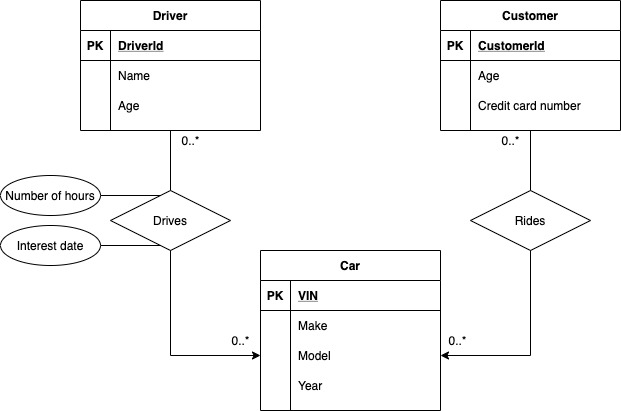 Driver
PK DriverId
Name
Age
0..*
Customer
PK CustomerId
Age
Credit card number
0..*
Number of hours
Interest date
Drives
Rides
0..*
0..*
Car
PK VIN
Make
Model
Year